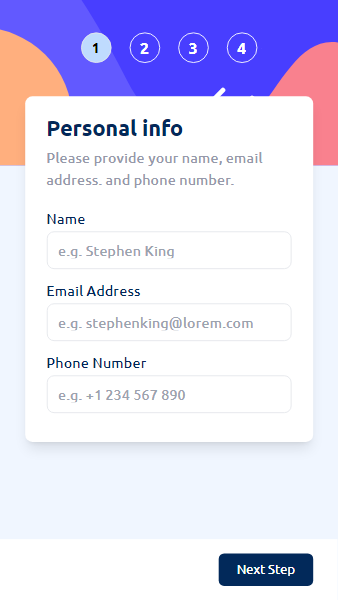 1 2 3 4
Personal info
Please provide your name, email
address. and phone number.
Name
e.g. Stephen King
Email Address
e.g. stephenking@lorem.com
Phone Number
e.g. +1 234 567 890
Next Step